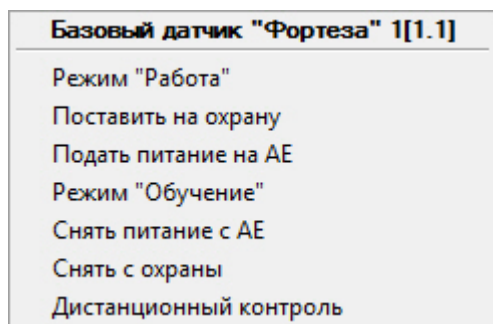 Базовый датчик "Фортеза" 1[1.1]
Режим "Работа"
Поставить на охрану
Подать питание на АЕ
Режим "Обучение"
Снять питание с АЕ
Снять с охраны
Дистанционный контроль